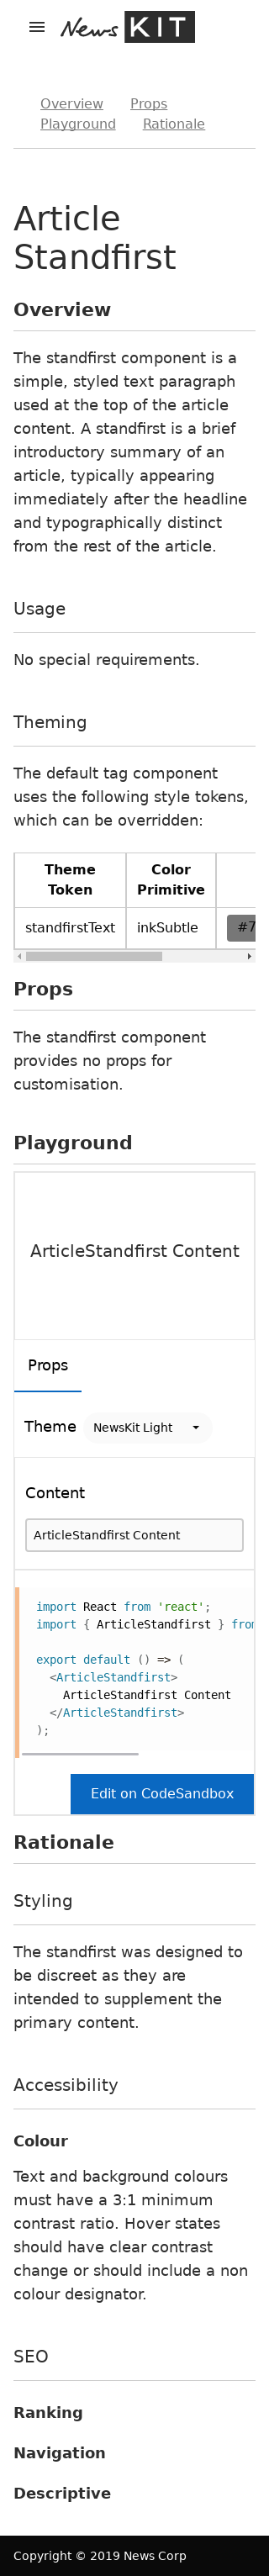 News KIT
Overview Props
Playground Rationale
Article
Standfirst
Overview
The standfirst component is a
simple, styled text paragraph
used at the top of the article
content. A standfirst is a brief
introductory summary of an
article, typically appearing
immediately after the headline
and typographically distinct
from the rest of the article.
Usage
No special requirements.
Theming
The default tag component
uses the following style tokens,
which can be overridden:
Theme Color
Token Primitive
standfirstText inkSubtle #7
Props
The standfirst component
provides no props for
customisation.
Playground
ArticleStandfirst Content
Props
Theme NewsKit Light
Content
ArticleStandfirst Content
import React from 'react';
import { ArticleStandfirst } from
export default () => (
<ArticleStandfirst>
ArticleStandfirst Content
</ArticleStandfirst>
);
Edit on CodeSandbox
Rationale
Styling
The standfirst was designed to
be discreet as they are
intended to supplement the
primary content.
Accessibility
Colour
Text and background colours
must have a 3:1 minimum
contrast ratio. Hover states
should have clear contrast
change or should include a non
colour designator.
SEO
Ranking
Navigation
Descriptive
Copyright © 2019 News Corp